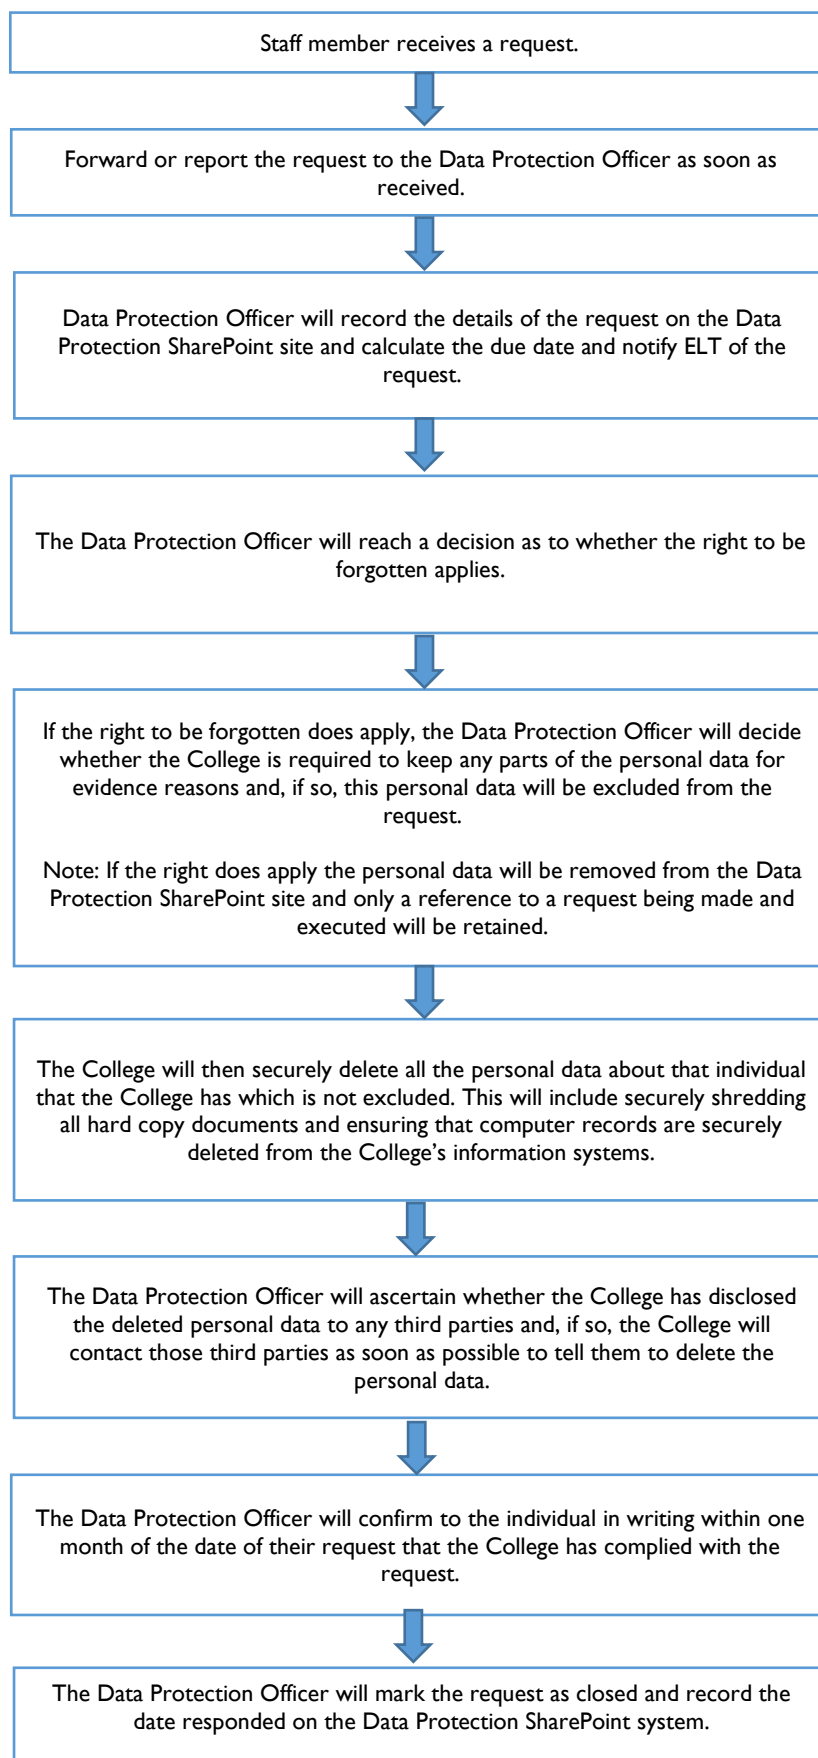 Staff member receives a request.
Forward or report the request to the Data Protection Officer as soon as
received.
Data Protection Officer will record the details of the request on the Data
Protection SharePoint site and calculate the due date and notify ELT of the
request.
The Data Protection Officer will reach a decision as to whether the right to be
forgotten applies.
If the right to be forgotten does apply, the Data Protection Officer will decide
whether the College is required to keep any parts of the personal data for
evidence reasons and, if so, this personal data will be excluded from the
request.
Note: If the right does apply the personal data will be removed from the Data
Protection SharePoint site and only a reference to a request being made and
executed will be retained.
The College will then securely delete all the personal data about that individual
that the College has which is not excluded. This will include securely shredding
all hard copy documents and ensuring that computer records are securely
deleted from the College’s information systems.
The Data Protection Officer will ascertain whether the College has disclosed
the deleted personal data to any third parties and, if so, the College will
contact those third parties as soon as possible to tell them to delete the
personal data.
The Data Protection Officer will confirm to the individual in writing within one
month of the date of their request that the College has complied with the
request.
The Data Protection Officer will mark the request as closed and record the
date responded on the Data Protection SharePoint system.